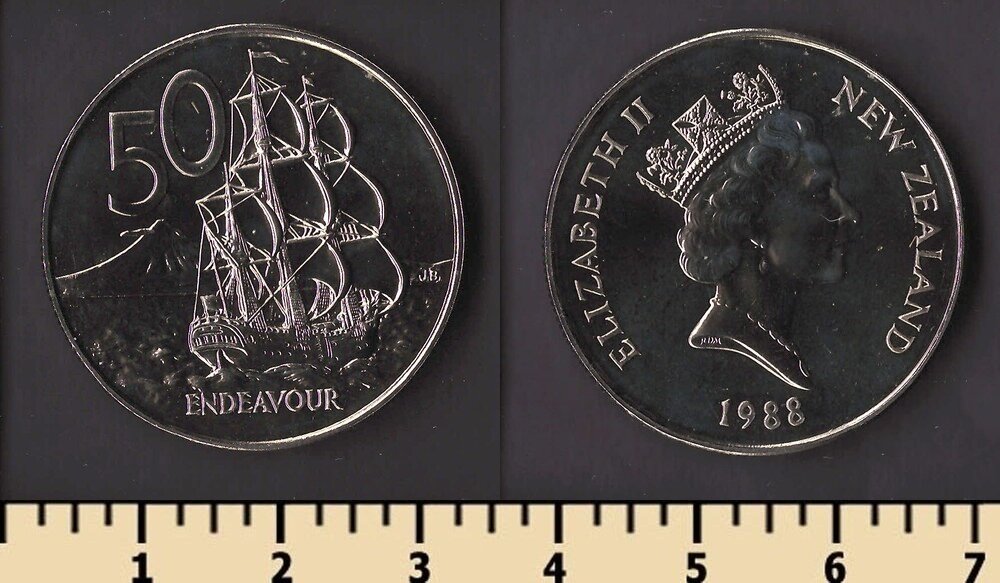 50
J.B.
ENDEAVOUR
ELIZABETH II
NEW ZEALAND
RDM
1988
1 2 3 4 5 6 7